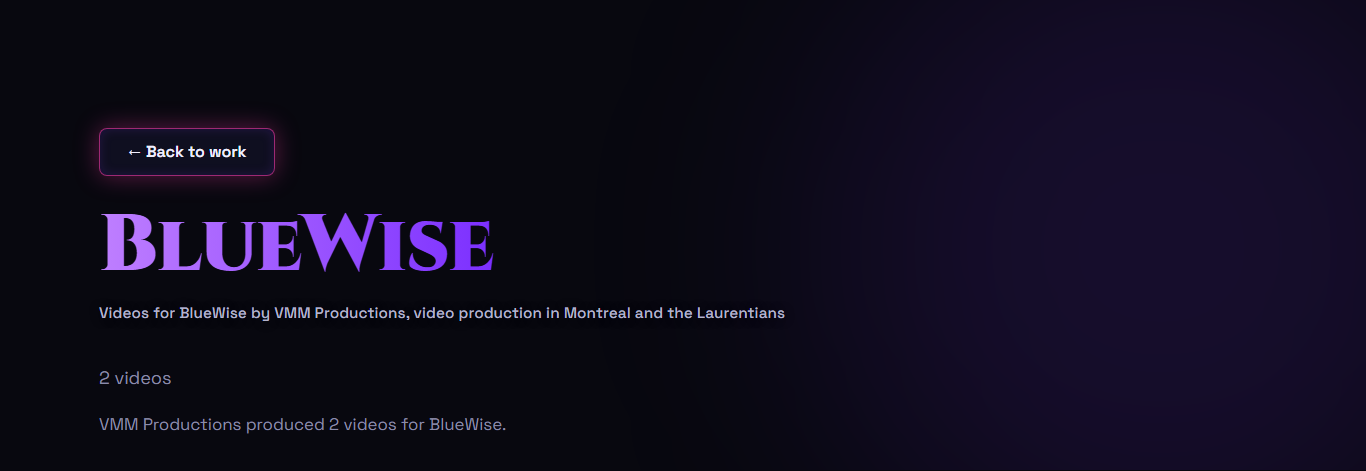 ← Back to work
BlueWise
Videos for BlueWise by VMM Productions, video production in Montreal and the Laurentians
2 videos
VMM Productions produced 2 videos for BlueWise.